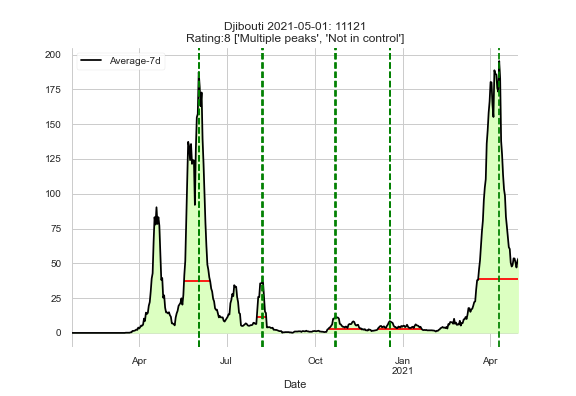 Djibouti 2021-05-01: 11121
Rating:8 ['Multiple peaks', 'Not in control']
Average-7d
200
175
150
125
100
75
50
25
0
Apr
Jul
Oct
Jan
2021
Apr
Date